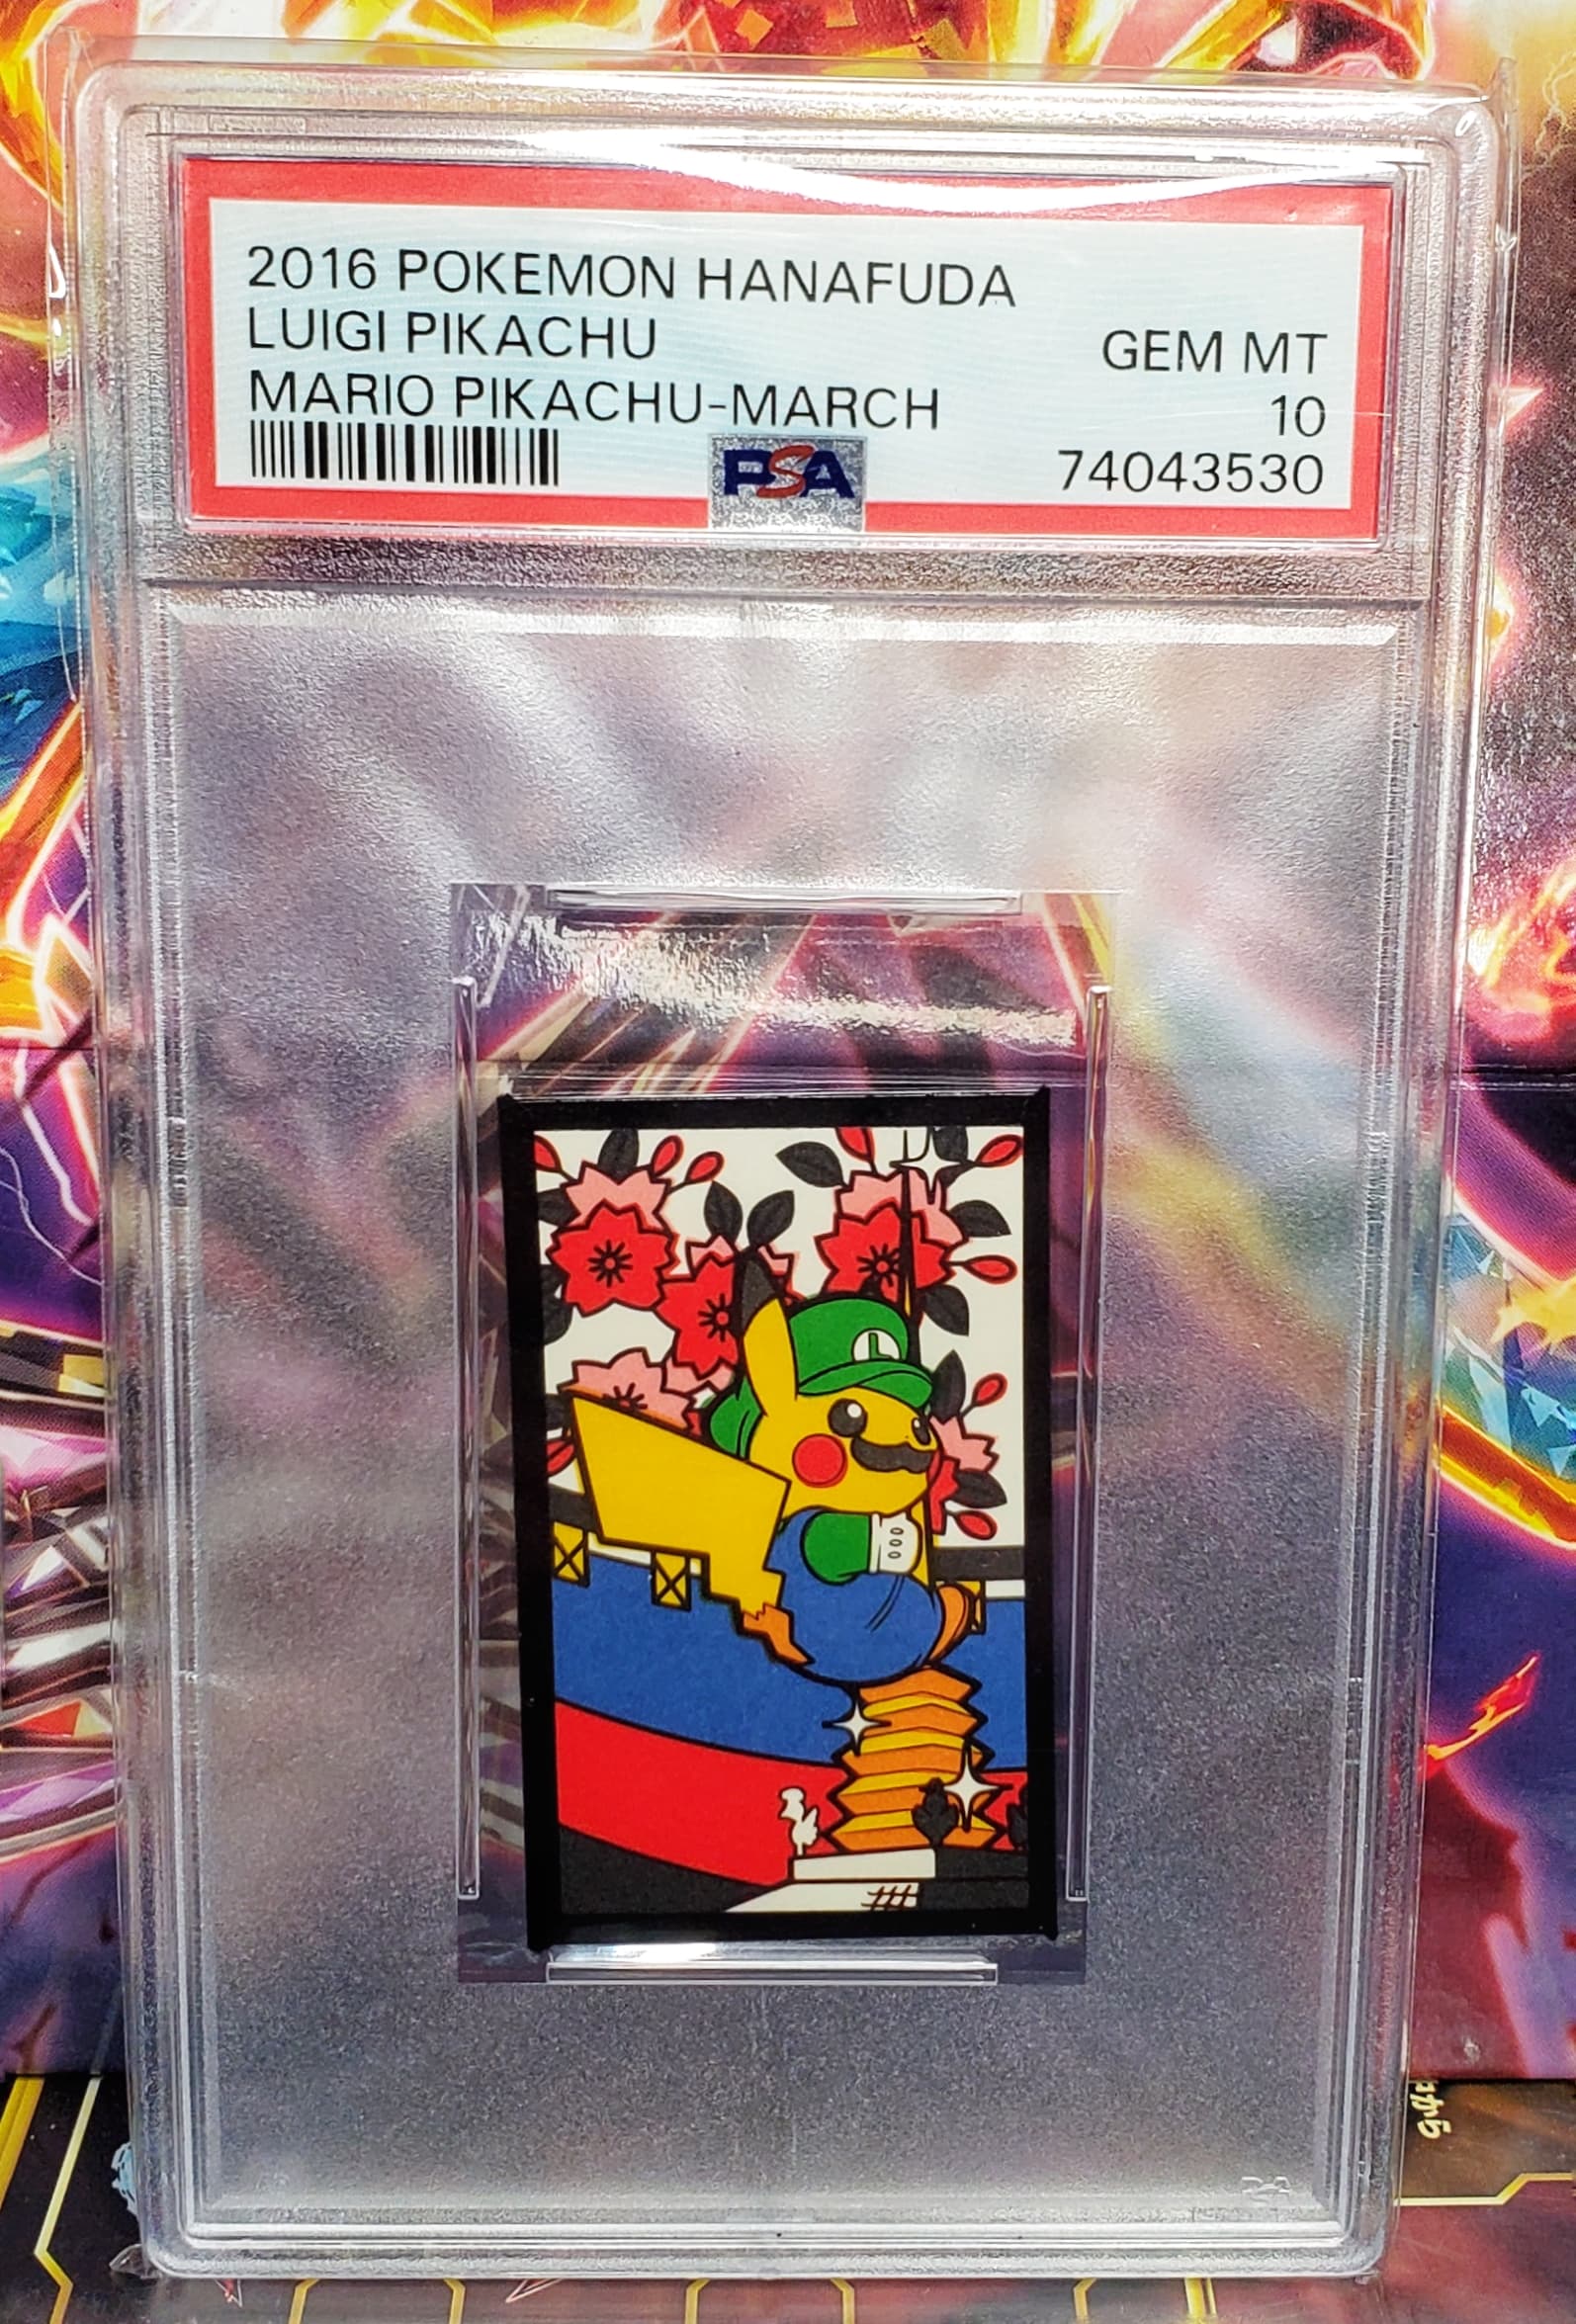 2016 POKEMON HANAFUDA
LUIGI PIKACHU
MARIO PIKACHU-MARCH
GEM MT
10
74043530
PSA
L